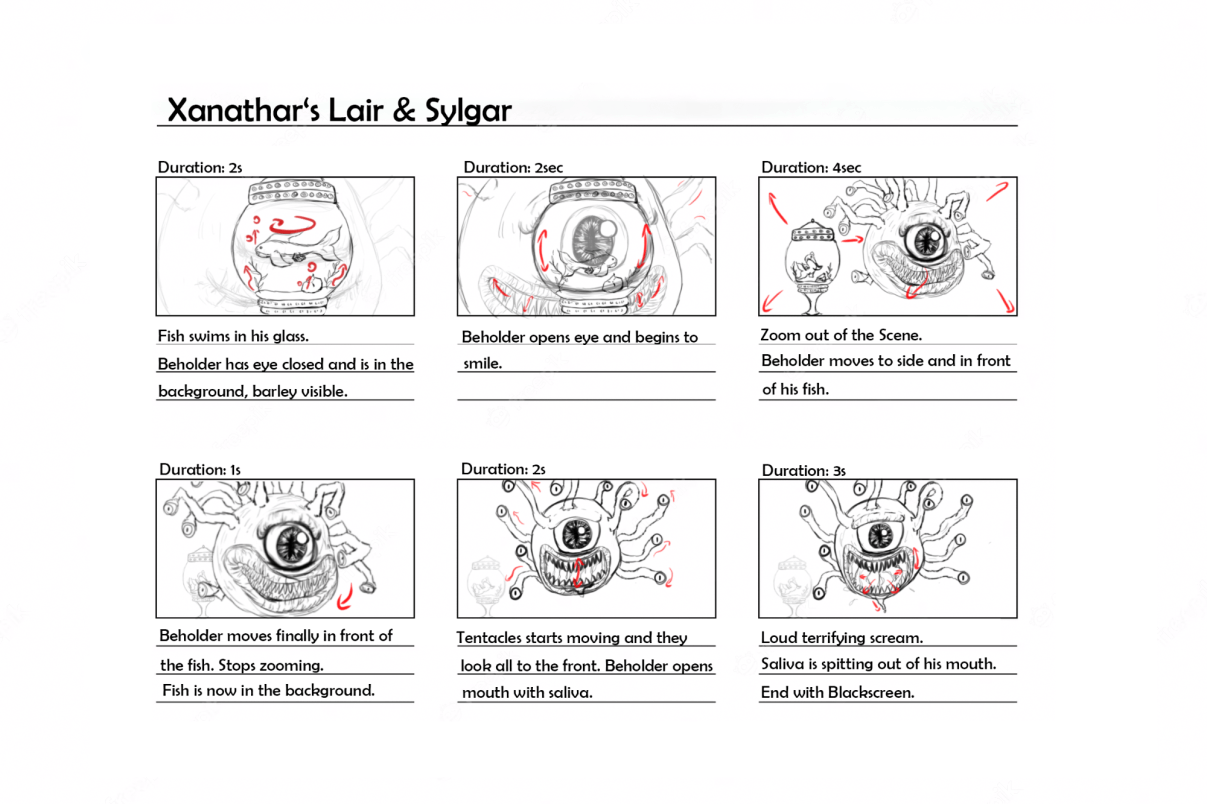 Xanathar‘s Lair & Sylgar
Duration: 2s
Fish swims in his glass.
Beholder has eye closed and is in the
background, barley visible.
Duration: 2sec
Beholder opens eye and begins to
smile.
Duration: 4sec
Zoom out of the Scene.
Beholder moves to side and in front
of his fish.
Duration: 1s
Beholder moves finally in front of
the fish. Stops zooming.
Fish is now in the background.
Duration: 2s
Tentacles starts moving and they
look all to the front. Beholder opens
mouth with saliva.
Duration: 3s
Loud terrifying scream.
Saliva is spitting out of his mouth.
End with Blackscreen.